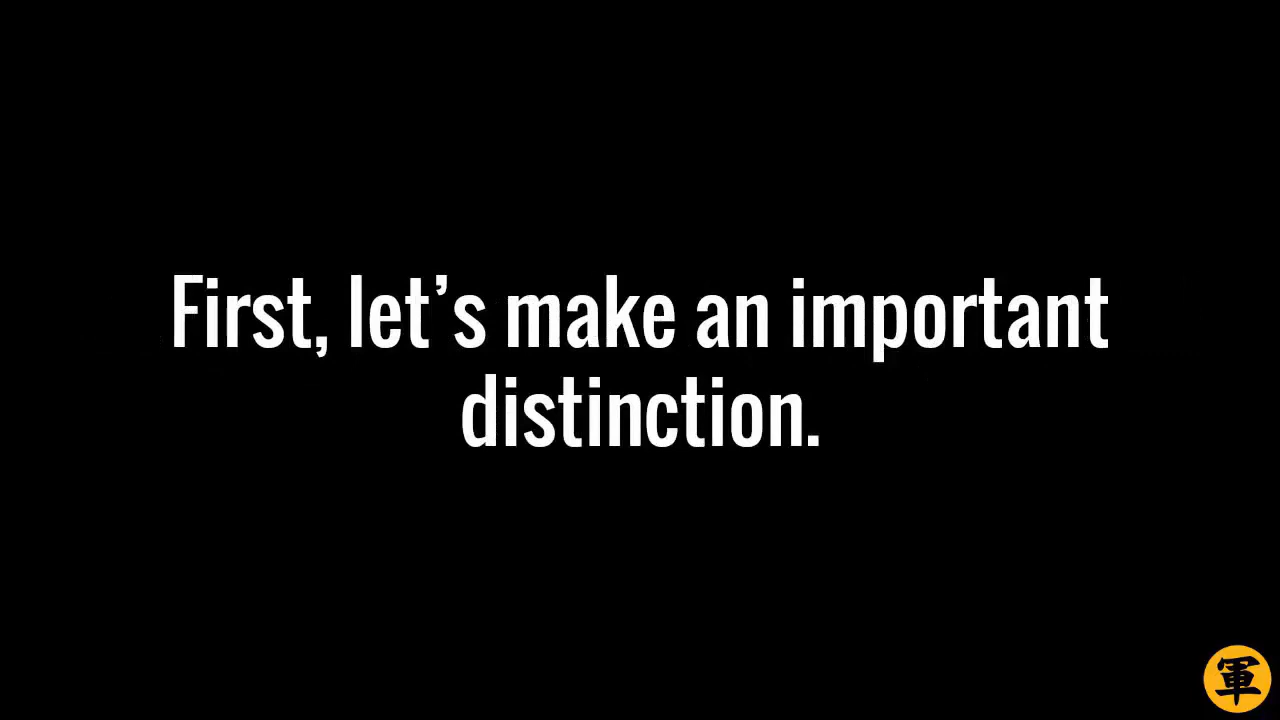 First, let’s make an important
distinction.
軍